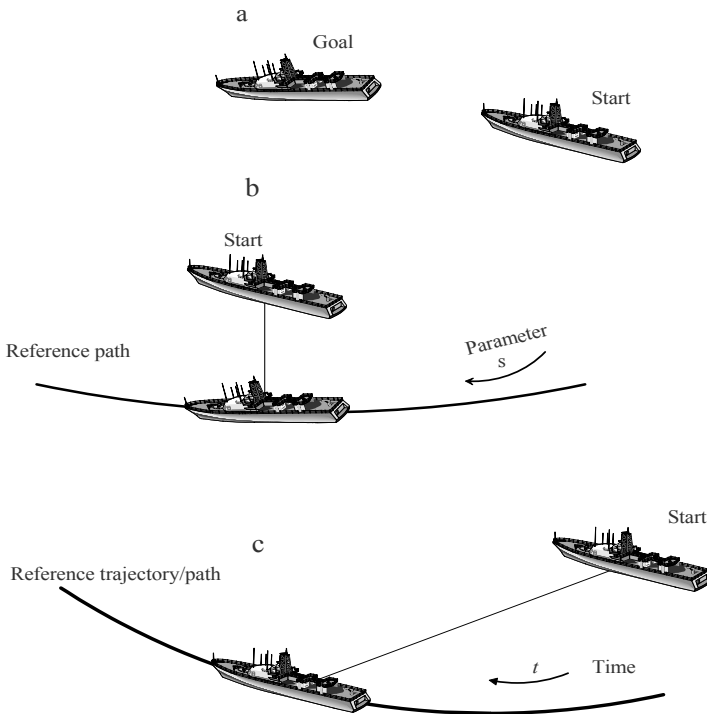 a
Goal
Start
b
Start
Reference path
Parameter
s
Start
c
Reference trajectory/path
t
Time